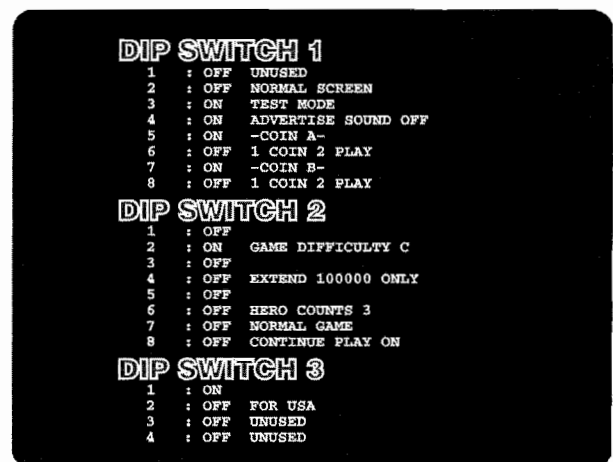 DIP SWITCH 1
1 : OFF UNUSED
2 : OFF NORMAL SCREEN
3 : ON TEST MODE
4 : ON ADVERTISE SOUND OFF
5 : ON -COIN A-
6 : OFF 1 COIN 2 PLAY
7 : ON -COIN B-
8 : OFF 1 COIN 2 PLAY
DIP SWITCH 2
1 : OFF
2 : ON GAME DIFFICULTY C
3 : OFF
4 : OFF EXTEND 100000 ONLY
5 : OFF
6 : OFF HERO COUNTS 3
7 : OFF NORMAL GAME
8 : OFF CONTINUE PLAY ON
DIP SWITCH 3
1 : ON
2 : OFF FOR USA
3 : OFF UNUSED
4 : OFF UNUSED